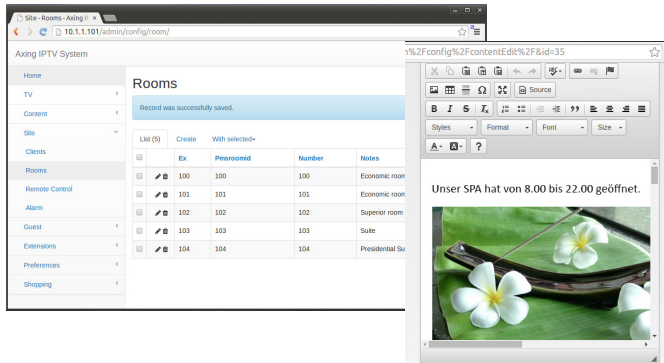 Site - Rooms - Axing I
10.1.1.101/admin/config/room/
Axing IPTV System
Home
TV
Content
Site
Clients
Rooms
Remote Control
Alarm
Guest
Extensions
Preferences
Shopping
Rooms
Record was successfully saved.
List (5) Create With selected
Ex Pmsroomid Number Notes
100 100 100 Economic room
101 101 101 Economic room
102 102 102 Superior room
103 103 103 Suite
104 104 104 Presidential Su
%2Fconfig%2FcontentEdit%2F&id=35
Source
B I S Ix
Styles Format Font Size
A A ?
Unser SPA hat von 8.00 bis 22.00 geöffnet.